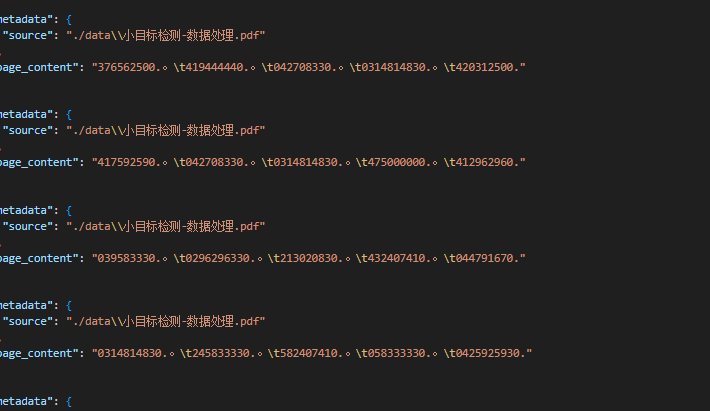 metadata": {
"source": "./data\\小目标检测-数据处理.pdf"
page_content": "376562500.。\t419444440.。\t042708330.。\t0314814830.。\t420312500."
metadata": {
"source": "./data\\小目标检测-数据处理.pdf"
page_content": "417592590.。\t042708330.。\t0314814830.。\t475000000.。\t412962960."
metadata": {
"source": "./data\\小目标检测-数据处理.pdf"
page_content": "039583330.。\t0296296330.。\t213020830.。\t432407410.。\t044791670."
metadata": {
"source": "./data\\小目标检测-数据处理.pdf"
page_content": "0314814830.。\t245833330.。\t582407410.。\t058333330.。\t0425925930."
metadata": {